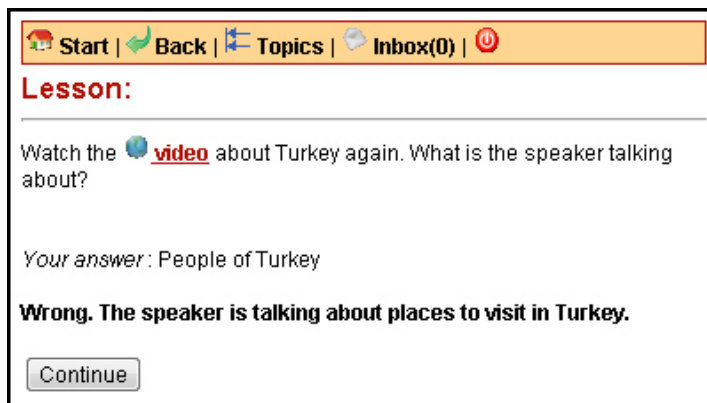 Start | Back | Topics | Inbox(0) |
Lesson:
Watch the video about Turkey again. What is the speaker talking
about?
Your answer: People of Turkey
Wrong. The speaker is talking about places to visit in Turkey.
Continue